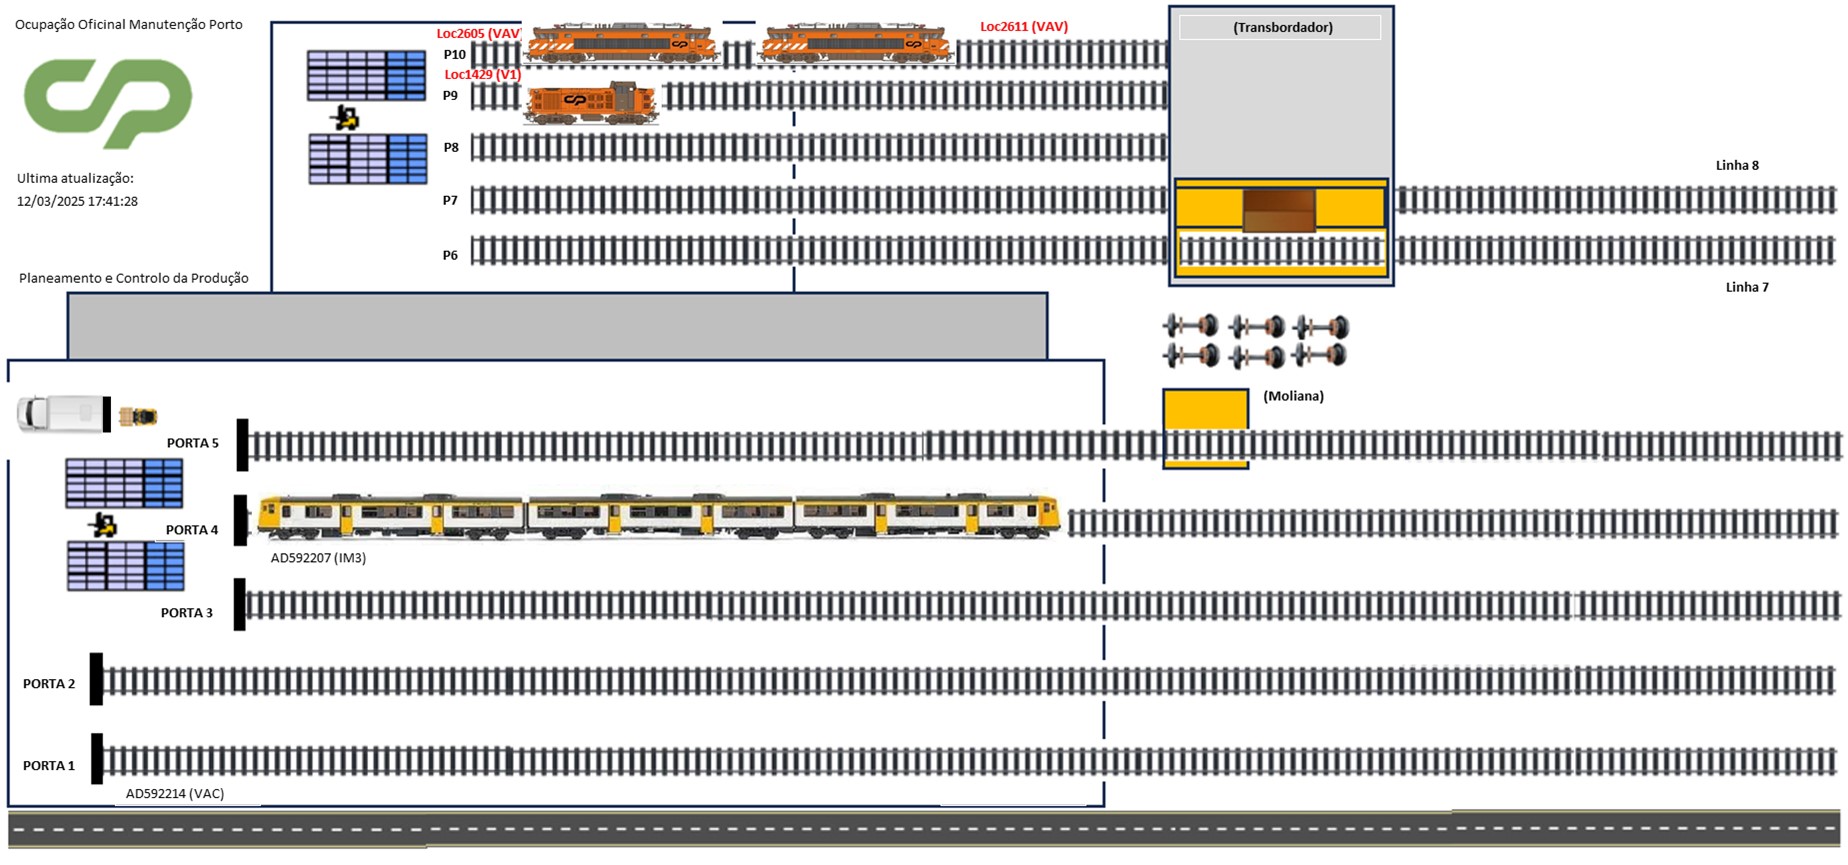 Ocupação Oficinal Manutenção Porto
CP
Ultima atualização:
12/03/2025 17:41:28
Planeamento e Controlo da Produção
Loc2605 (VAV)
Loc2611 (VAV)
P10
Loc1429 (V1)
P9
P8
P7
P6
(Transbordador)
Linha 8
Linha 7
(Moliana)
PORTA 5
PORTA 4
AD592207 (IM3)
PORTA 3
PORTA 2
PORTA 1
AD592214 (VAC)